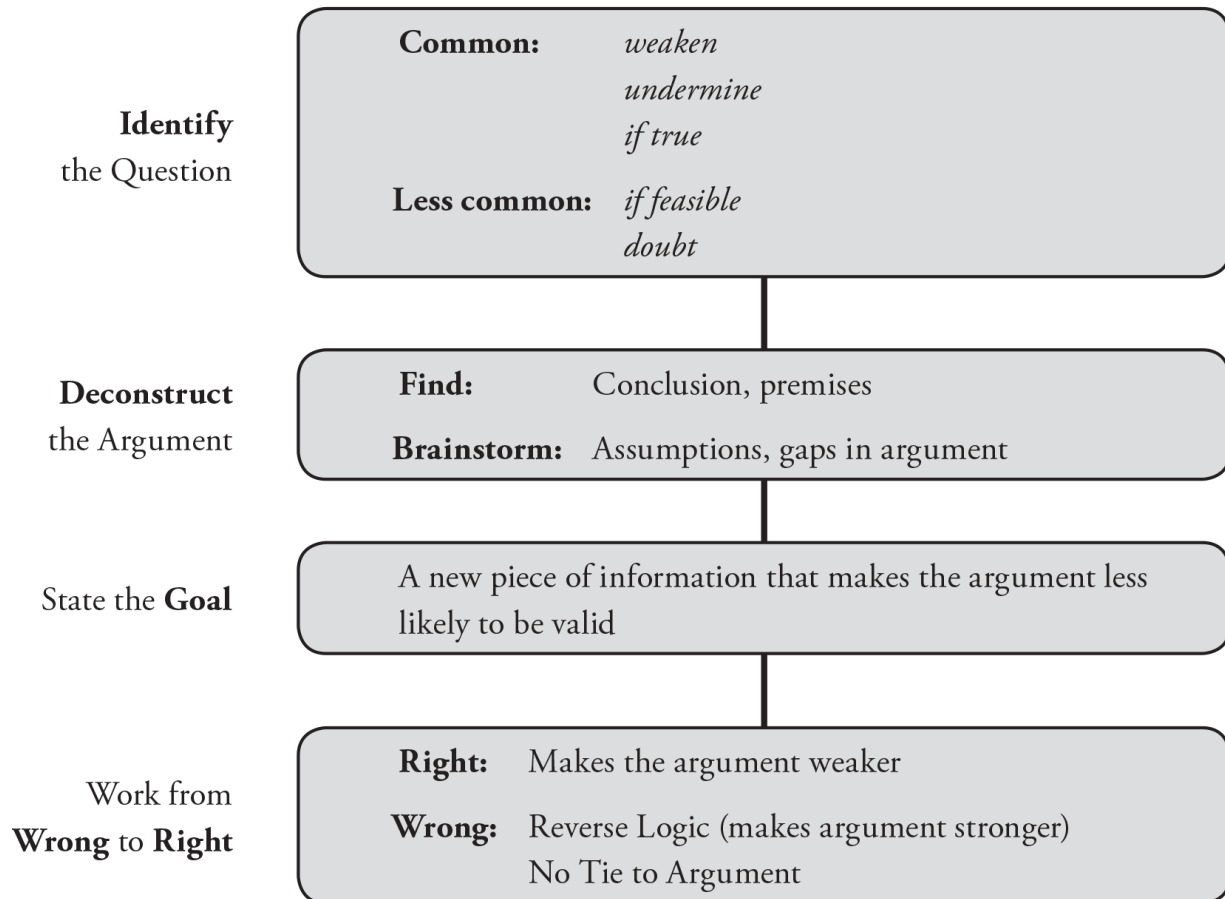 Identify
the Question
Common: weaken
undermine
if true
Less common: if feasible
doubt
Deconstruct
the Argument
Find: Conclusion, premises
Brainstorm: Assumptions, gaps in argument
State the Goal
A new piece of information that makes the argument less
likely to be valid
Work from
Wrong to Right
Right: Makes the argument weaker
Wrong: Reverse Logic (makes argument stronger)
No Tie to Argument